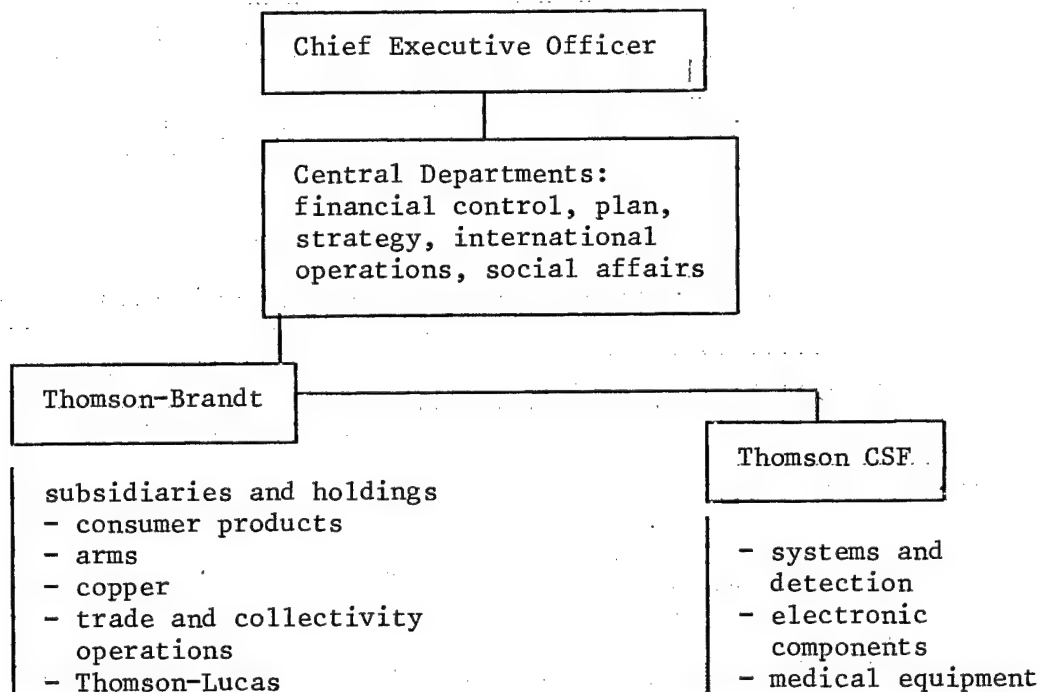 Chief Executive Officer
Central Departments:
financial control, plan,
strategy, international
operations, social affairs
Thomson-Brandt
Thomson CSF
subsidiaries and holdings
- consumer products
- arms
- copper
- trade and collectivity
operations
- Thomson-Lucas
- systems and
detection
- electronic
components
- medical equipment